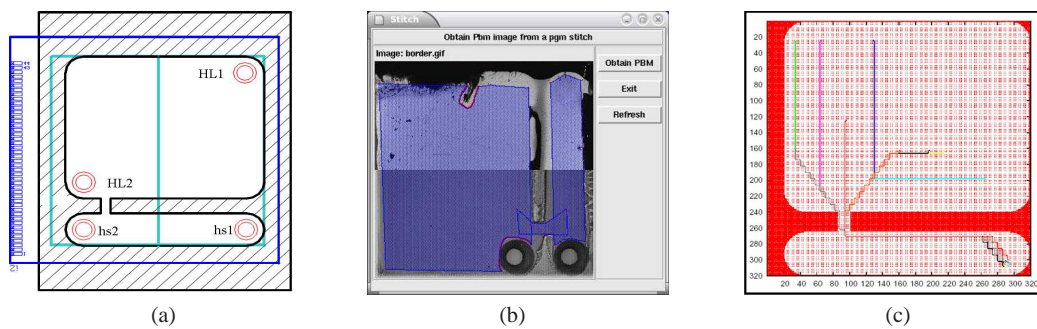 HL1
HL2
hs2
hs1
Stitch
Obtain Pbm image from a pgm stitch
Image: border.gif
Obtain PBM
Exit
Refresh
20
40
60
80
100
120
140
160
180
200
220
240
260
280
300
320
20 40 60 80 100 120 140 160 180 200 220 240 260 280 300 320
(a)
(b)
(c)